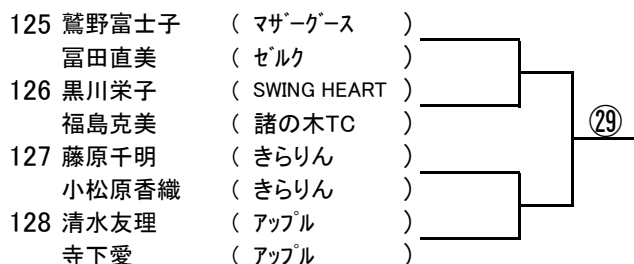 125 鷲野富士子 ( マザーグース )
冨田直美 ( ゼルク )
126 黒川栄子 ( SWING HEART )
福島克美 ( 諸の木TC )
㉙
127 藤原千明 ( きらりん )
小松原香織 ( きらりん )
128 清水友理 ( アップル )
寺下愛 ( アップル )